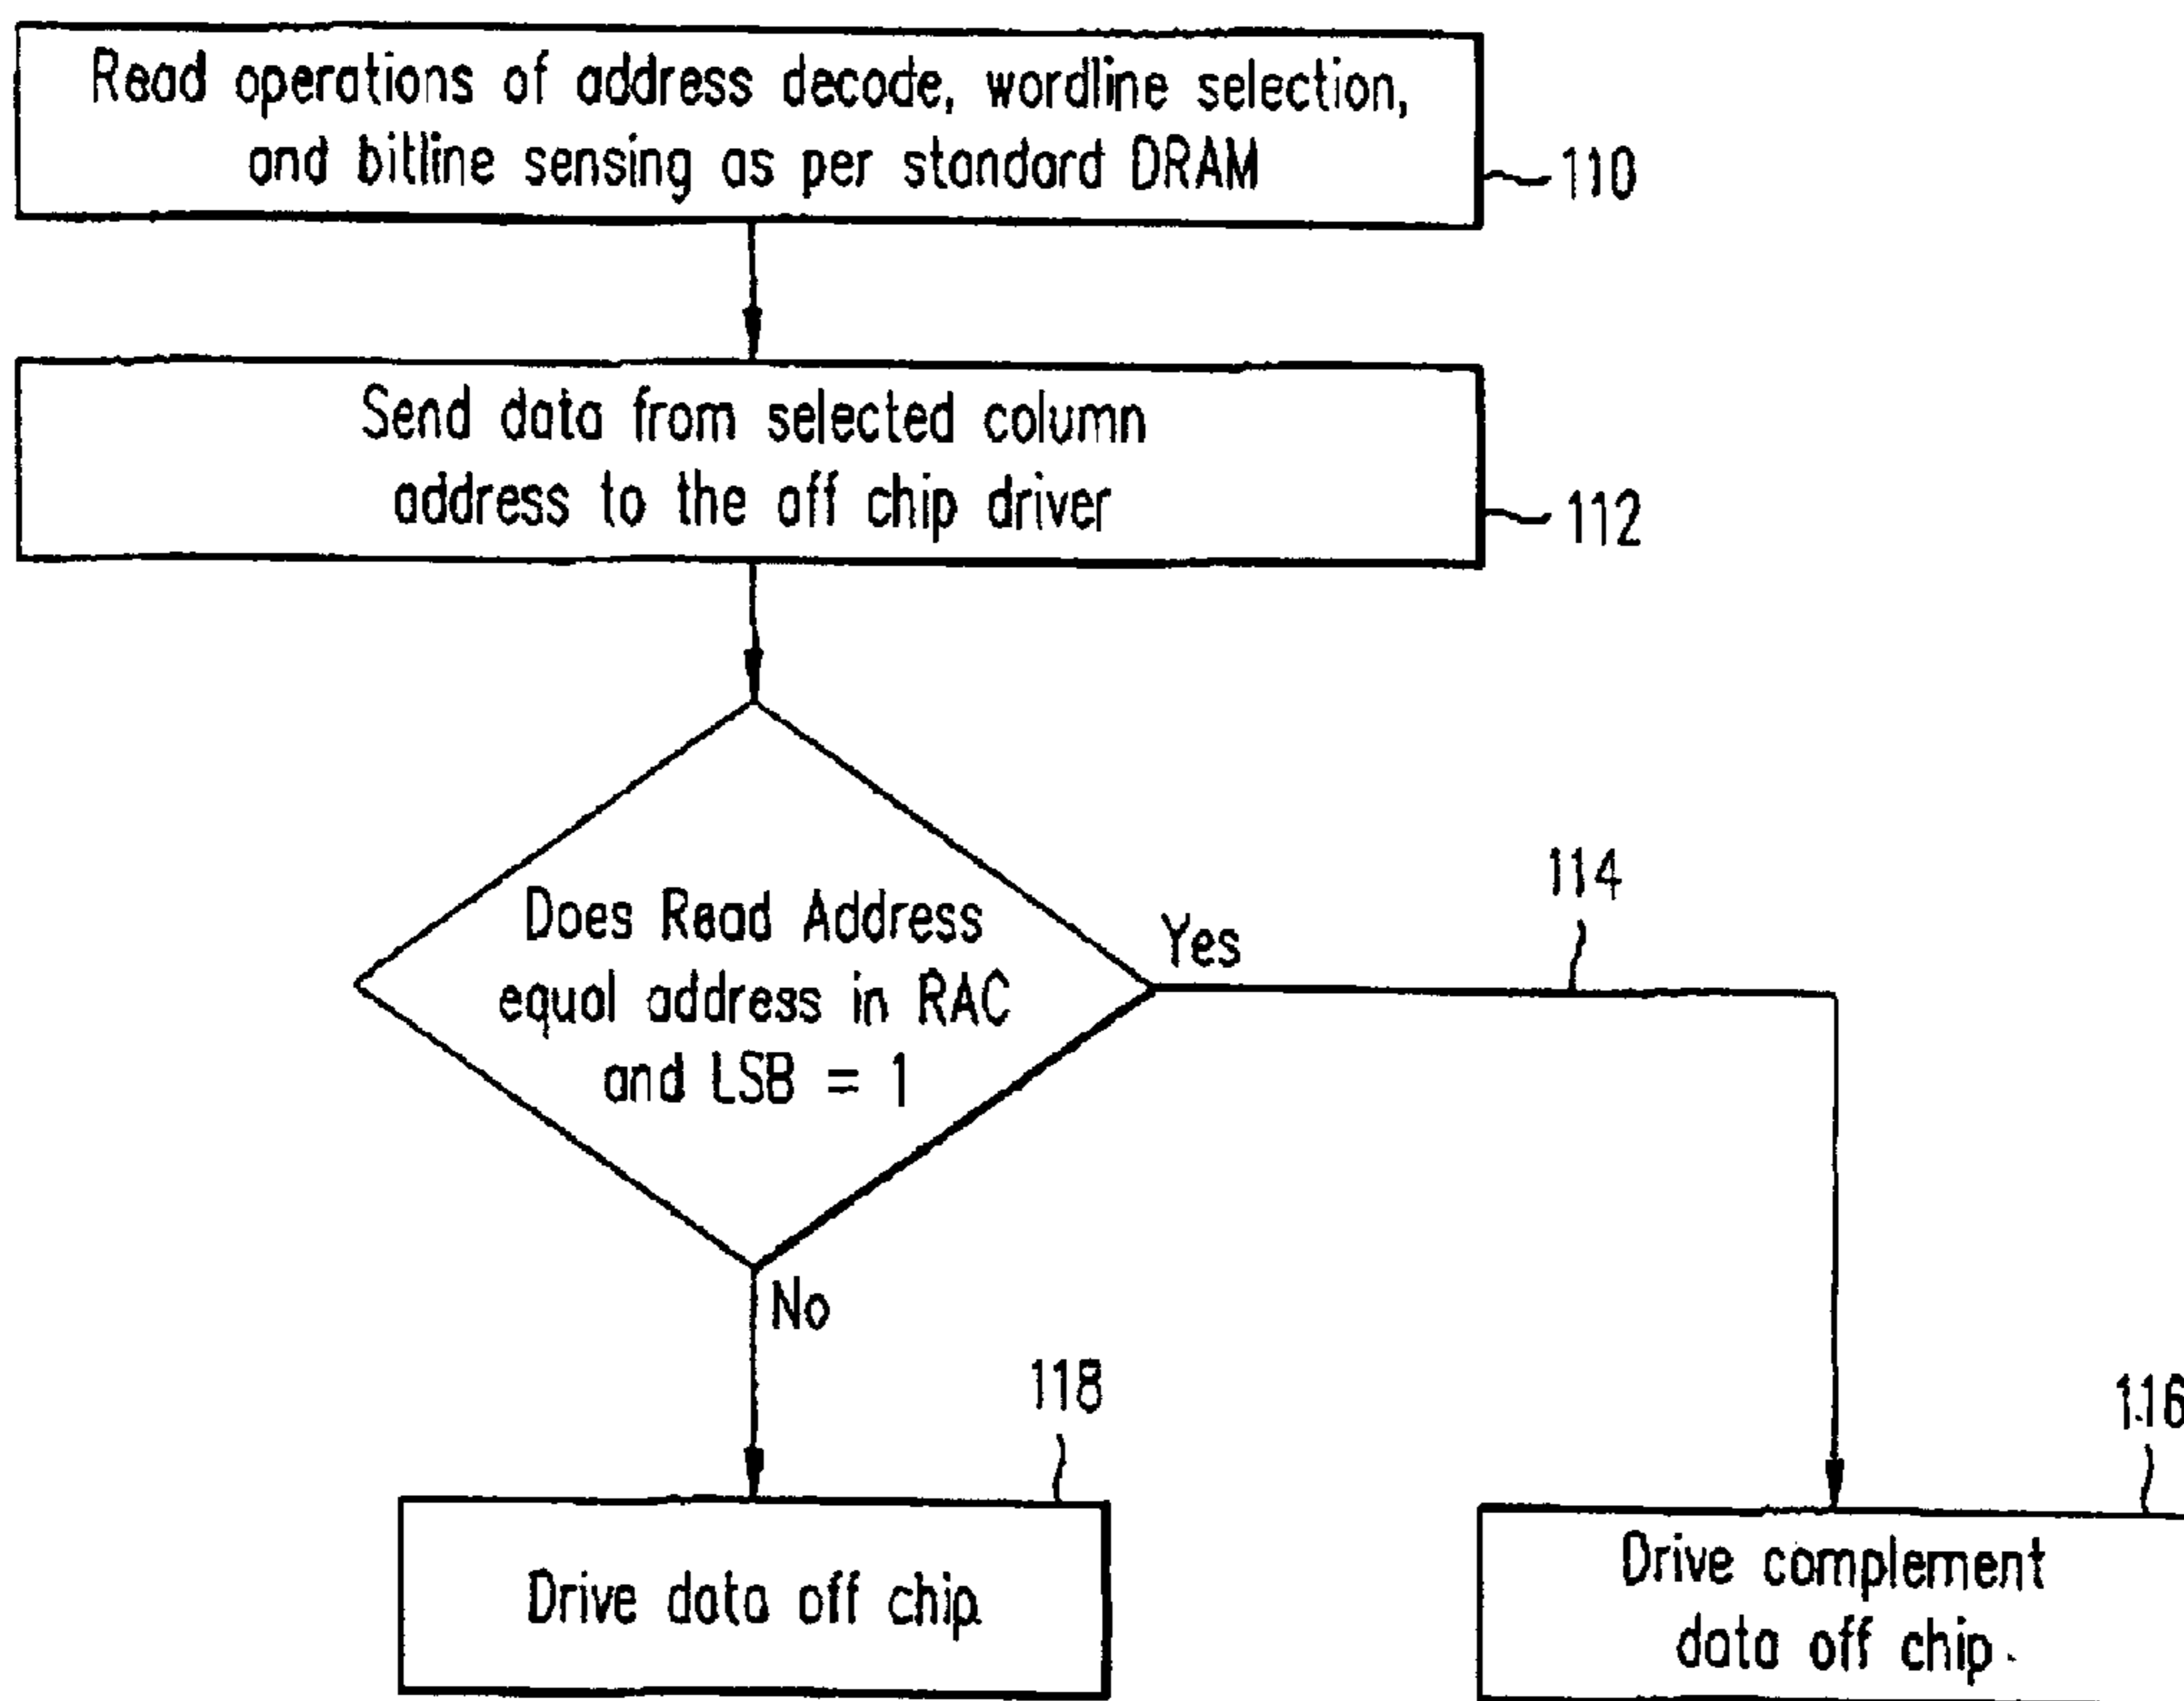 Read operations of address decode, wordline selection,
and bitline sensing as per standard DRAM
110
Send data from selected column
address to the off chip driver
112
Does Read Address
equal address in RAC
and LSB = 1
Yes
114
No
118
116
Drive data off chip
Drive complement
data off chip